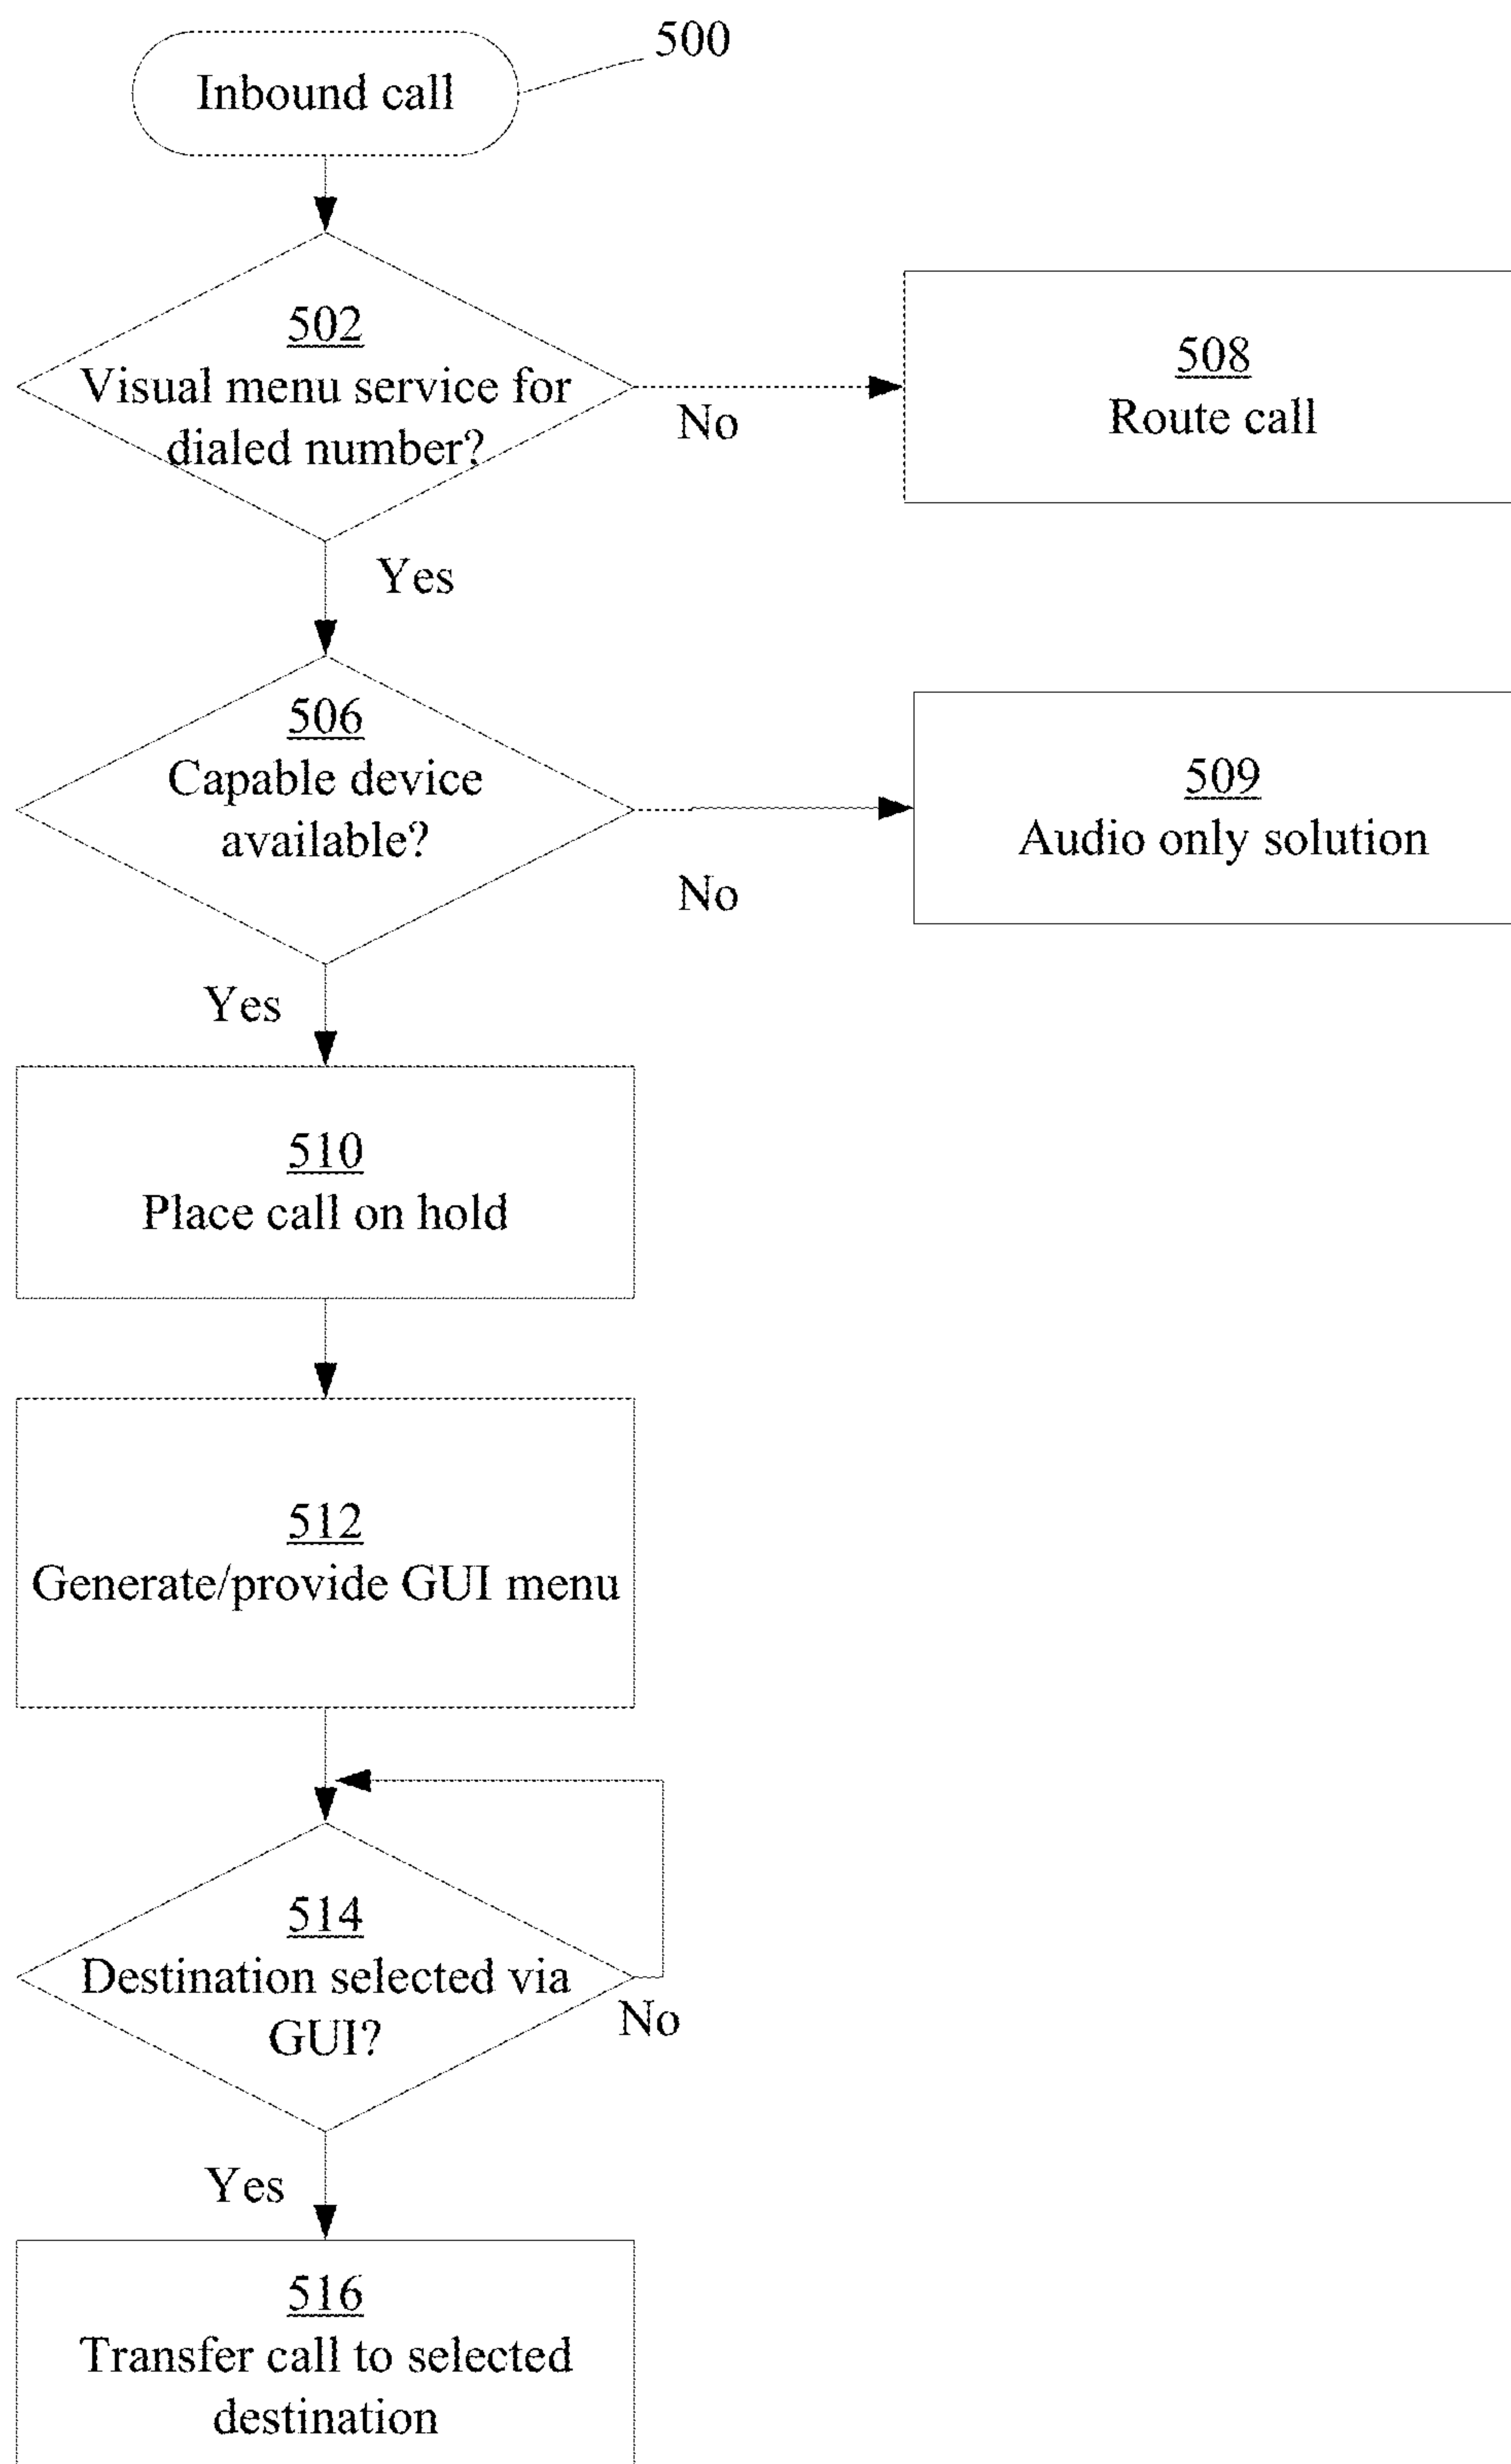 500
Inbound call
502
Visual menu service for
dialed number?
No
508
Route call
Yes
506
Capable device
available?
No
509
Audio only solution
Yes
510
Place call on hold
512
Generate/provide GUI menu
514
Destination selected via
GUI?
No
Yes
516
Transfer call to selected
destination